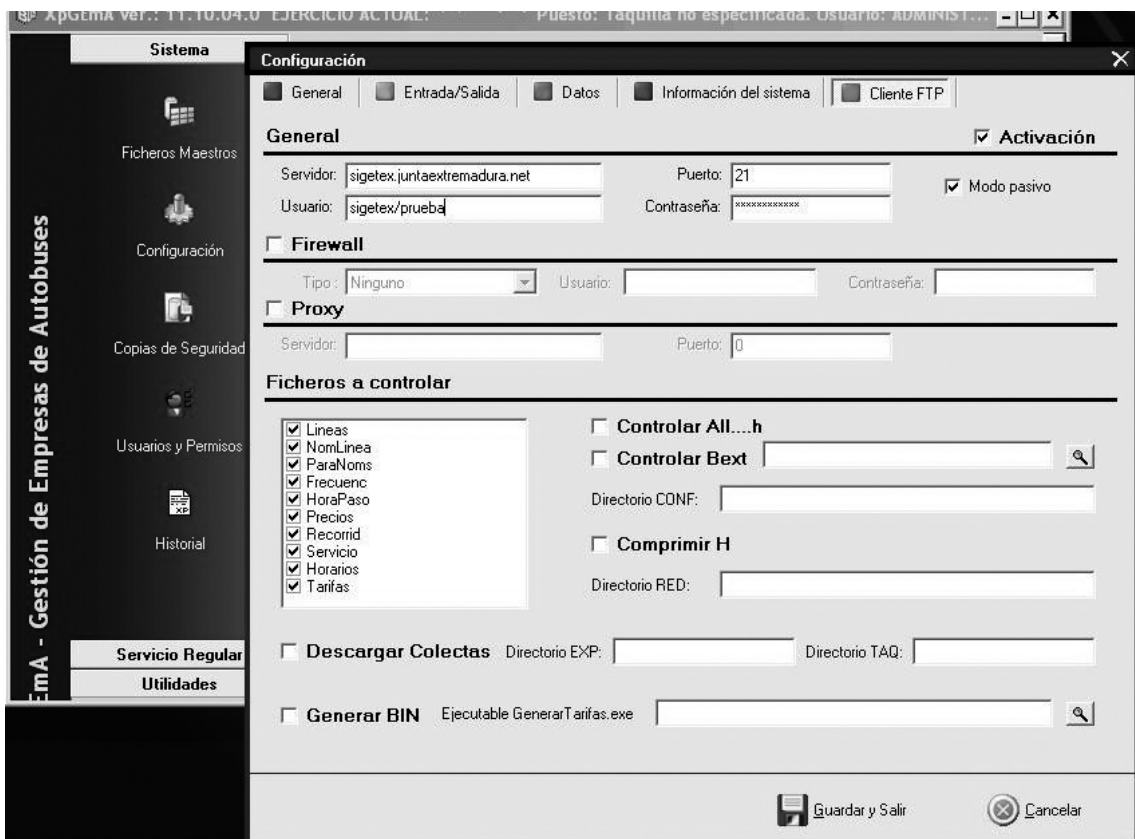 XpGEmA Ver.: 11.10.04.0 EJERCICIO ACTUAL: Puesto: Taquilla no especificada. Usuario: ADMINIST...
EmA - Gestión de Empresas de Autobuses
Sistema
Ficheros Maestros
Configuración
Copias de Seguridad
Usuarios y Permisos
XP
Historial
Servicio Regular
Utilidades
Configuración
General Entrada/Salida Datos Información del sistema Cliente FTP
General Activación
Servidor: sigetex.juntaextremadura.net Puerto: 21 Modo pasivo
Usuario: sigetex/prueba Contraseña: ************
Firewall
Tipo : Ninguno Usuario: Contraseña:
Proxy
Servidor: Puerto: 0
Ficheros a controlar
Lineas
NomLinea
ParaNoms
Frecuenc
HoraPaso
Precios
Recorrid
Servicio
Horarios
Tarifas
Controlar All....h
Controlar Bext
Directorio CONF:
Comprimir H
Directorio RED:
Descargar Colectas Directorio EXP: Directorio TAQ:
Generar BIN Ejecutable GenerarTarifas.exe
Guardar y Salir Cancelar